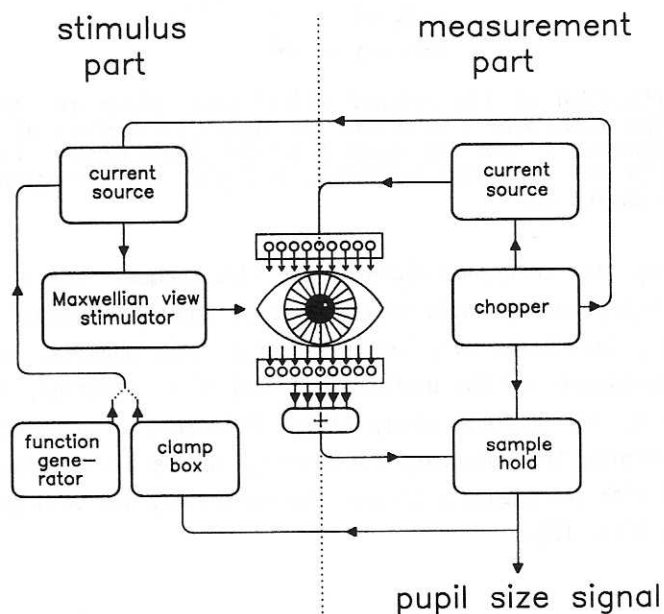 stimulus
part
measurement
part
current
source
current
source
Maxwellian view
stimulator
chopper
function
gene-
rator
clamp
box
+
sample
hold
pupil size signal